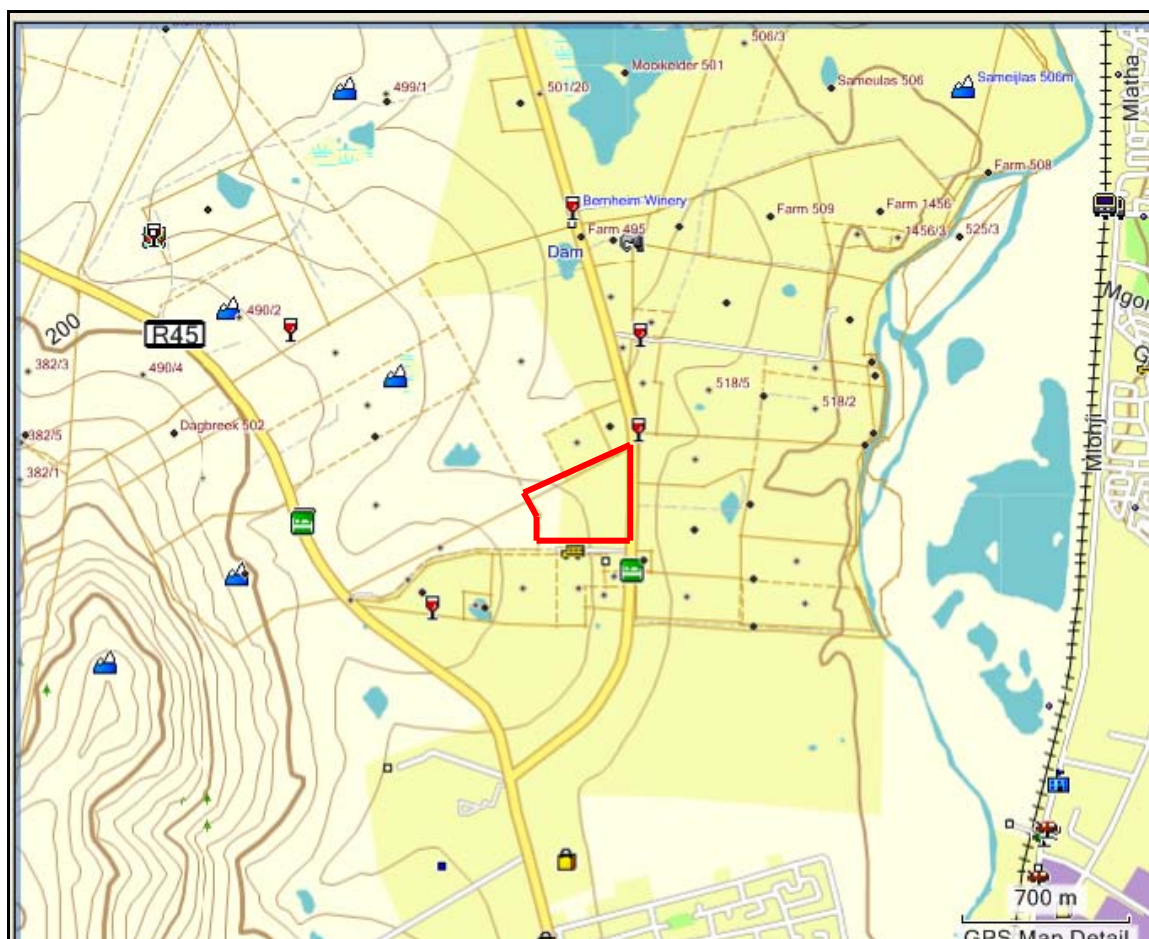 506/3
Mooikelder 501
499/1
501/20
Sameulas 506
Sameijlas 506m
Mlatha
Farm 508
Bernheim Winery
Farm 509
Farm 1456
Farm 495
1456/3
525/3
Dam
Mgor
490/2
200
R45
382/3
490/4
518/5
518/2
Dagbreek 502
382/5
Mlonji
382/1
700 m
GPS Map Detail